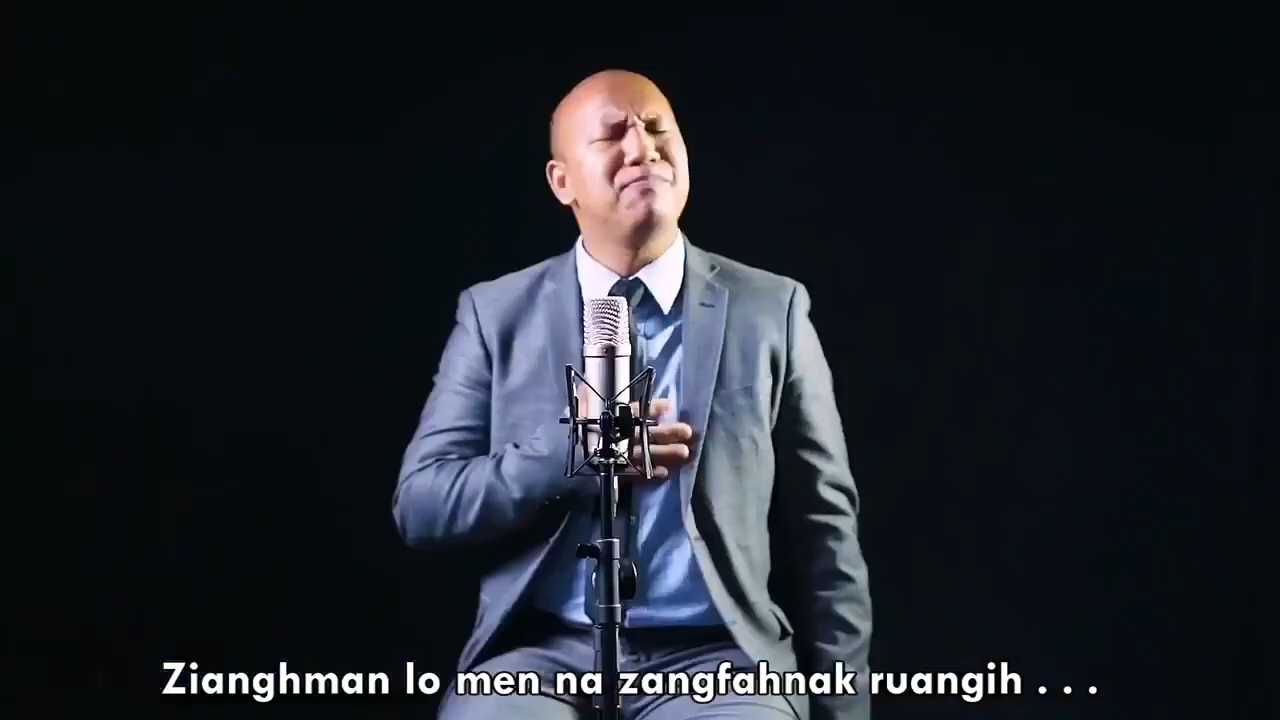 Zianghman lo men na zangfahnak ruangih . . .